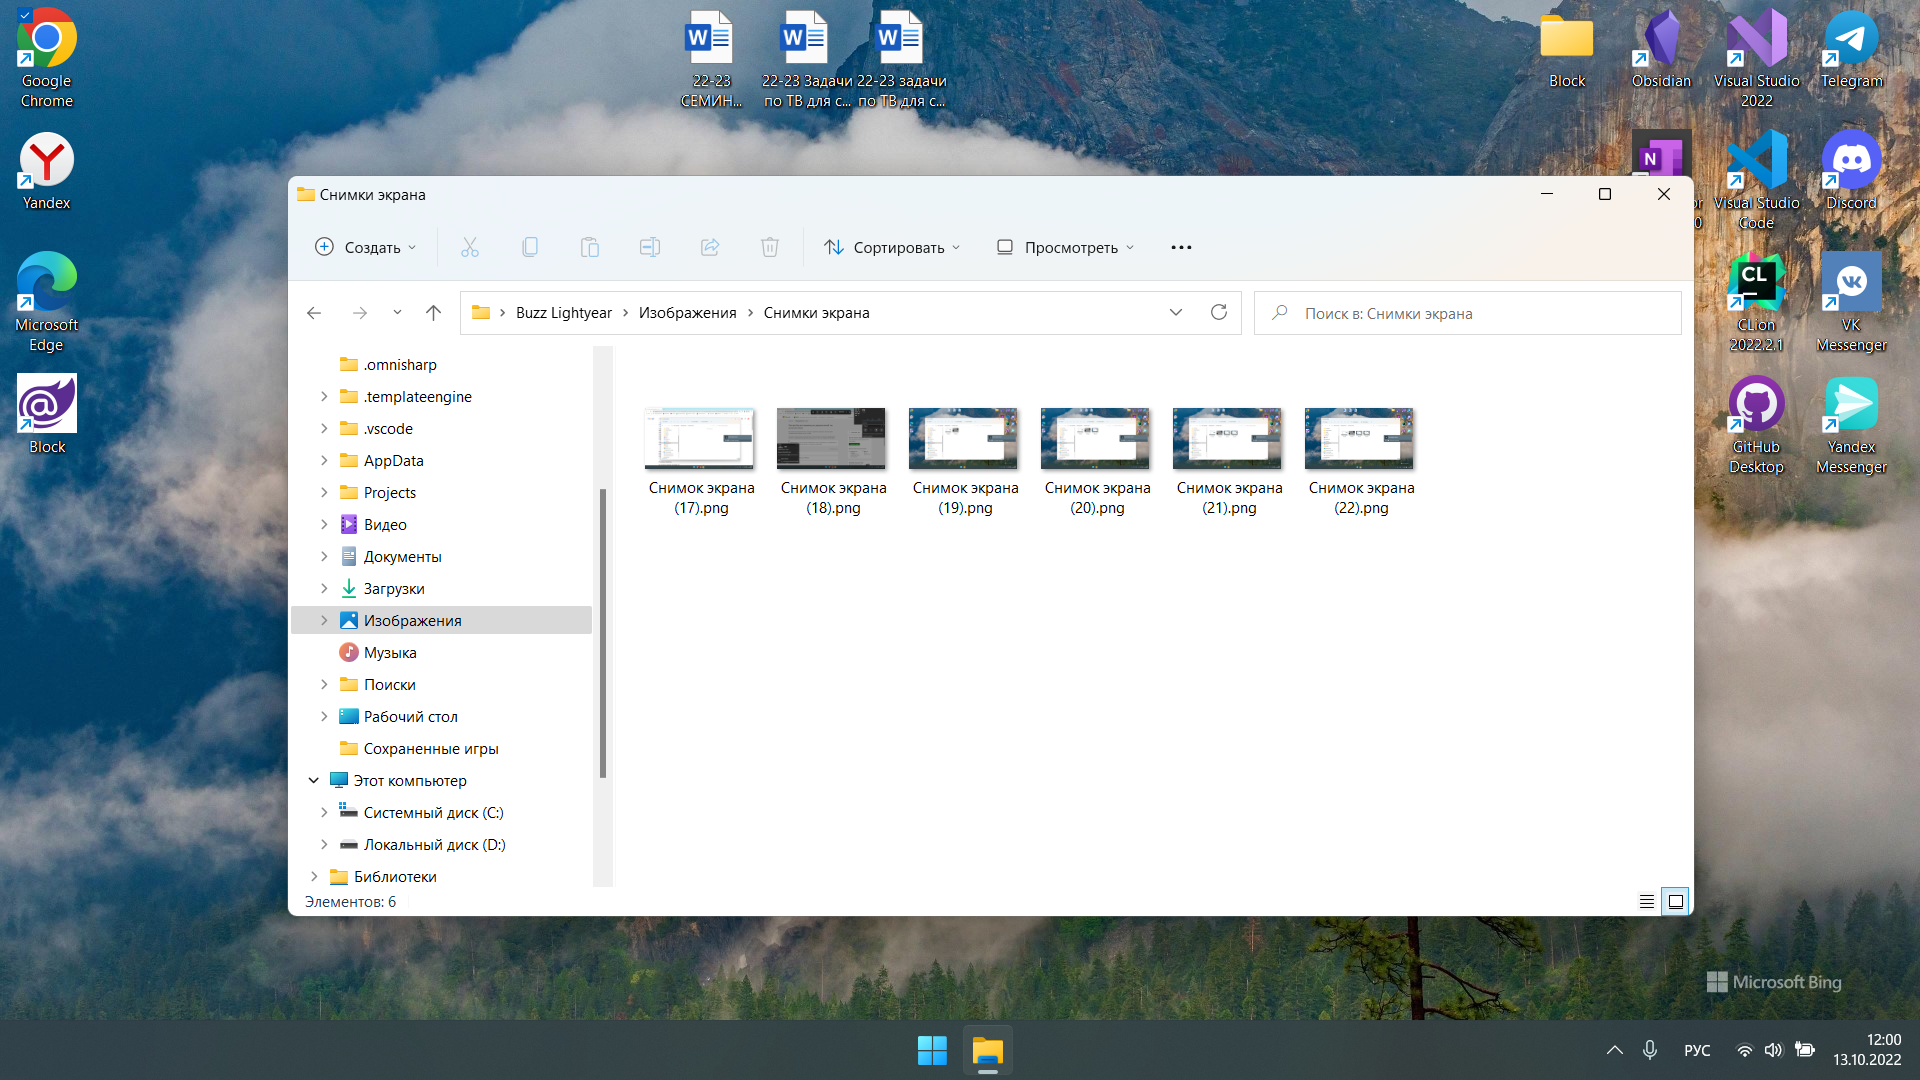 Google
Chrome
Yandex
Microsoft
Edge
Block
22-23
СЕМИН...
22-23 Задачи
по ТВ для с...
22-23 задачи
по ТВ для с...
Block
Obsidian
Visual Studio
2022
Telegram
Visual Studio
Code
Discord
CLion
2022.2.1
VK
Messenger
GitHub
Desktop
Yandex
Messenger
Снимки экрана
Создать
Сортировать
Просмотреть
Buzz Lightyear
Изображения
Снимки экрана
Поиск в: Снимки экрана
.omnisharp
.templateengine
.vscode
AppData
Projects
Видео
Документы
Загрузки
Изображения
Музыка
Поиски
Рабочий стол
Сохраненные игры
Этот компьютер
Системный диск (C:)
Локальный диск (D:)
Библиотеки
Снимок экрана
(17).png
Снимок экрана
(18).png
Снимок экрана
(19).png
Снимок экрана
(20).png
Снимок экрана
(21).png
Снимок экрана
(22).png
Элементов: 6
Microsoft Bing
РУС
12:00
13.10.2022